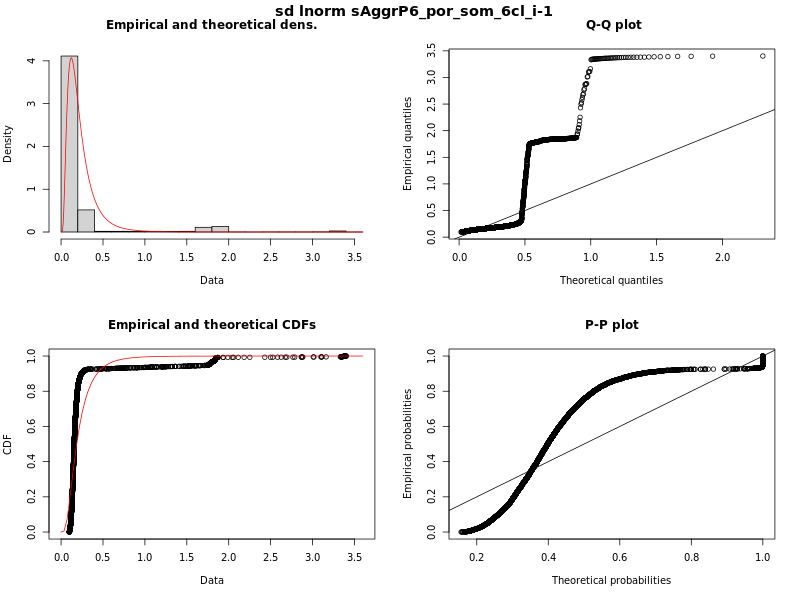 sd lnorm sAggrP6_por_som_6cl_i-1
Empirical and theoretical dens.
Density
0 1 2 3 4
0.0 0.5 1.0 1.5 2.0 2.5 3.0 3.5
Data
Q-Q plot
Empirical quantiles
0.0 0.5 1.0 1.5 2.0 2.5 3.0 3.5
0.0 0.5 1.0 1.5 2.0
Theoretical quantiles
Empirical and theoretical CDFs
CDF
0.0 0.2 0.4 0.6 0.8 1.0
0.0 0.5 1.0 1.5 2.0 2.5 3.0 3.5
Data
P-P plot
Empirical probabilities
0.0 0.2 0.4 0.6 0.8 1.0
0.2 0.4 0.6 0.8 1.0
Theoretical probabilities